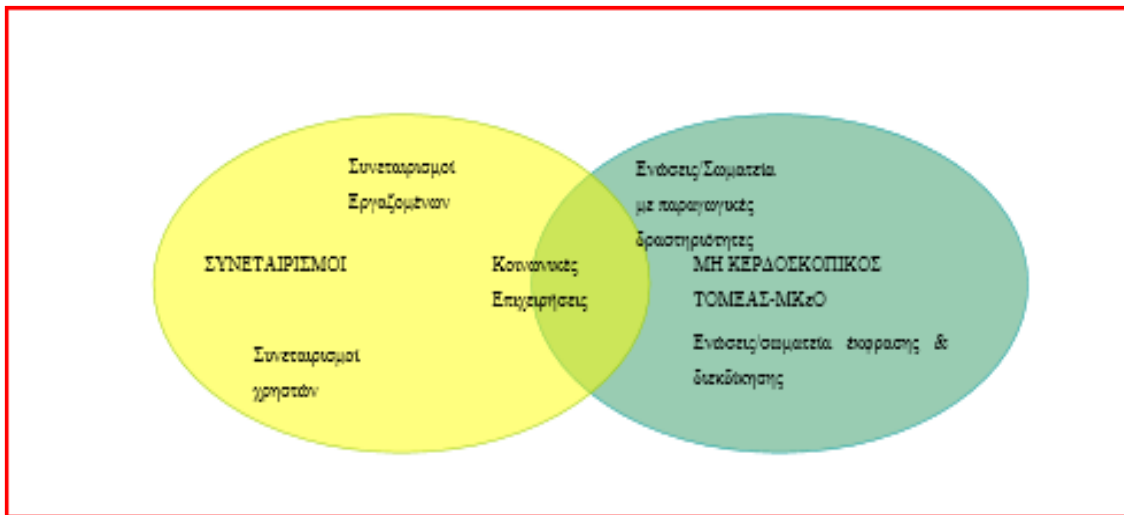 Συνεταιρισμοί
Εργαζομένων
Ενώσεις/Σωματεία
με παραγωγικές
δραστηριότητες
ΣΥΝΕΤΑΙΡΙΣΜΟΙ
Κοινωνικές
Επιχειρήσεις
ΜΗ ΚΕΡΔΟΣΚΟΠΙΚΟΣ
ΤΟΜΕΑΣ-ΜΚεΟ
Συνεταιρισμοί
χρηστών
Ενώσεις/σωματεία έκφρασης &
διεκδίκησης